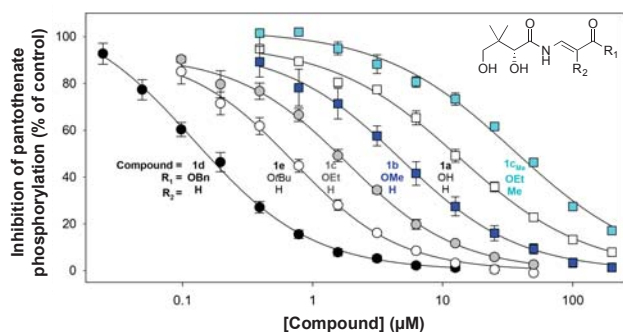 Inhibition of pantothenate
phosphorylation (% of control)
100
80
60
40
20
0
0.1
1
10
100
[Compound] (µM)
Compound = 1d 1e 1c 1b 1a 1cMe
R1 = OBn OtBu OEt OMe OH OEt
R2 = H H H H H Me
O
O
N
H
R1
R2
OH
OH